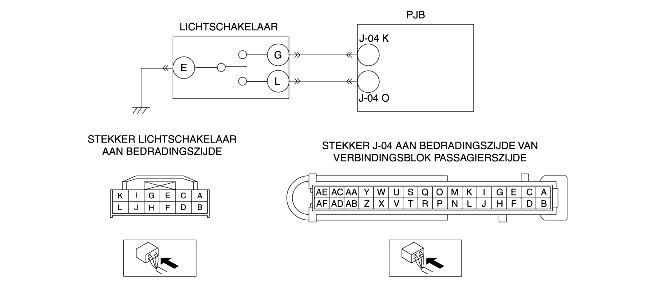 PJB
LICHTSCHAKELAAR
J-04 K
G
E
L
J-04 O
STEKKER LICHTSCHAKELAAR
AAN BEDRADINGSZIJDE
STEKKER J-04 AAN BEDRADINGSZIJDE VAN
VERBINDINGSBLOK PASSAGIERSZIJDE
K I G E C A
L J H F D B
AE AC AA Y W U S Q O M K I G E C A
AF AD AB Z X V T R P N L J H F D B